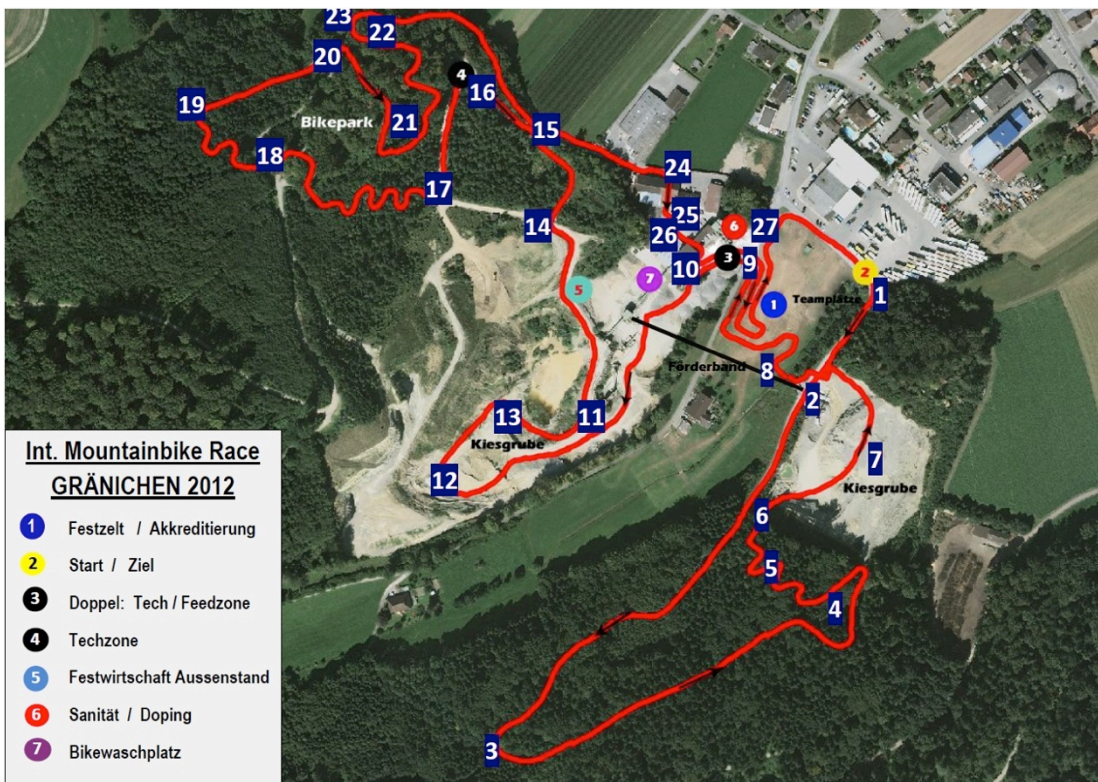 23
22
20
4
16
19
Bikepark
21
15
18
24
17
25
14
26
6
27
10
3
9
7
2
5
1
Teamplätze
1
Förderband
8
2
13
11
Kiesgrube
12
7
Kiesgrube
6
5
4
3
Int. Mountainbike Race
GRÄNICHEN 2012
1 Festzelt / Akkreditierung
2 Start / Ziel
3 Doppel: Tech / Feedzone
4 Techzone
5 Festwirtschaft Aussenstand
6 Sanität / Doping
7 Bikewaschplatz